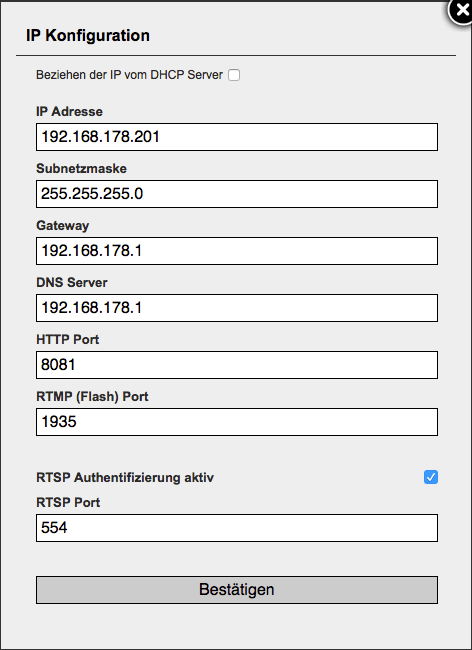 IP Konfiguration
Beziehen der IP vom DHCP Server
IP Adresse
192.168.178.201
Subnetzmaske
255.255.255.0
Gateway
192.168.178.1
DNS Server
192.168.178.1
HTTP Port
8081
RTMP (Flash) Port
1935
RTSP Authentifizierung aktiv
RTSP Port
554
Bestätigen